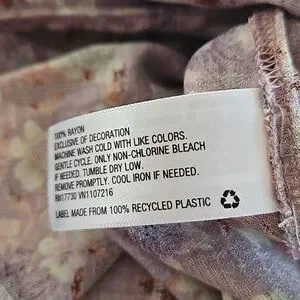 100% RAYON
EXCLUSIVE OF DECORATION
MACHINE WASH COLD WITH LIKE COLORS.
GENTLE CYCLE. ONLY NON-CHLORINE BLEACH
IF NEEDED. TUMBLE DRY LOW.
REMOVE PROMPTLY. COOL IRON IF NEEDED.
RN17730 VN1107216
LABEL MADE FROM 100% RECYCLED PLASTIC